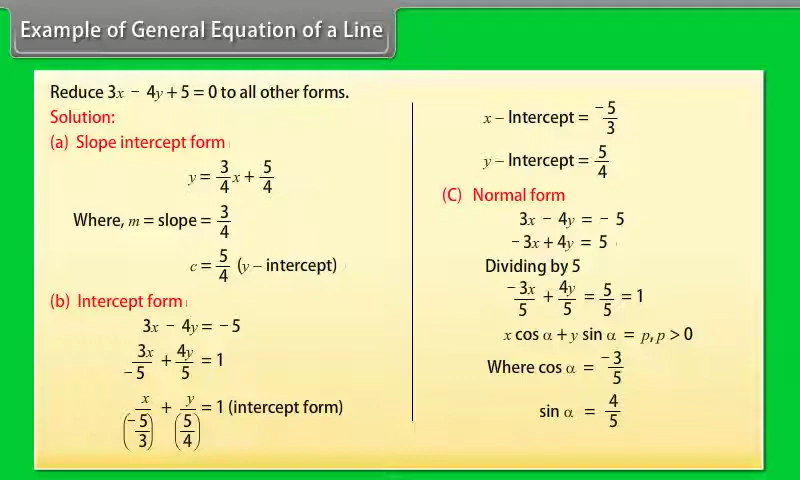 Example of General Equation of a Line
Reduce 3x − 4y + 5 = 0 to all other forms.
Solution:
(a) Slope intercept form
y = 3/4 x + 5/4
Where, m = slope = 3/4
c = 5/4 (y – intercept)
(b) Intercept form
3x − 4y = −5
3x/−5 + 4y/5 = 1
x/(−5/3) + y/(5/4) = 1 (intercept form)
x – Intercept = −5/3
y – Intercept = 5/4
(C) Normal form
3x − 4y = − 5
−3x + 4y = 5
Dividing by 5
−3x/5 + 4y/5 = 5/5 = 1
x cos α + y sin α = p, p > 0
Where cos α = −3/5
sin α = 4/5